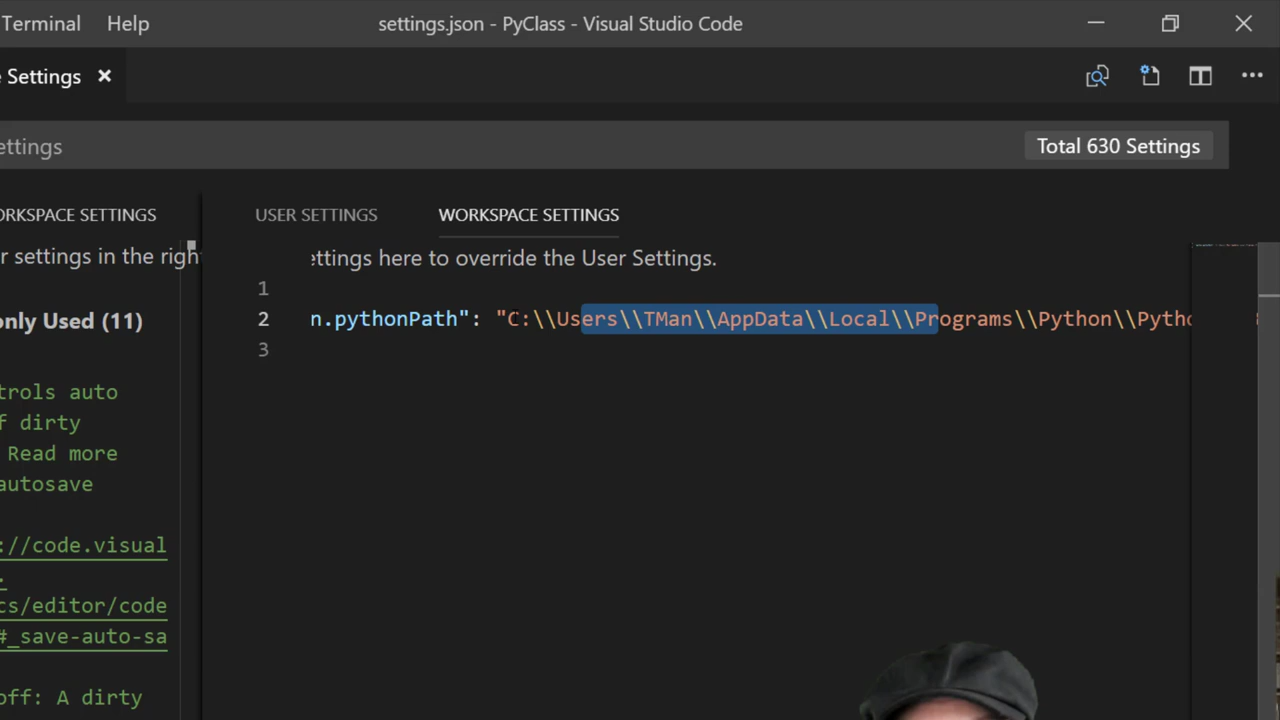 Terminal Help settings.json - PyClass - Visual Studio Code
e Settings
ettings Total 630 Settings
ORKSPACE SETTINGS USER SETTINGS WORKSPACE SETTINGS
r settings in the righ ettings here to override the User Settings.
1
only Used (11)
2 n.pythonPath": "C:\\Users\\TMan\\AppData\\Local\\Programs\\Python\\Pytho
3
trols auto
f dirty
Read more
autosave
://code.visual
cs/editor/code
#_save-auto-sa
off: A dirty